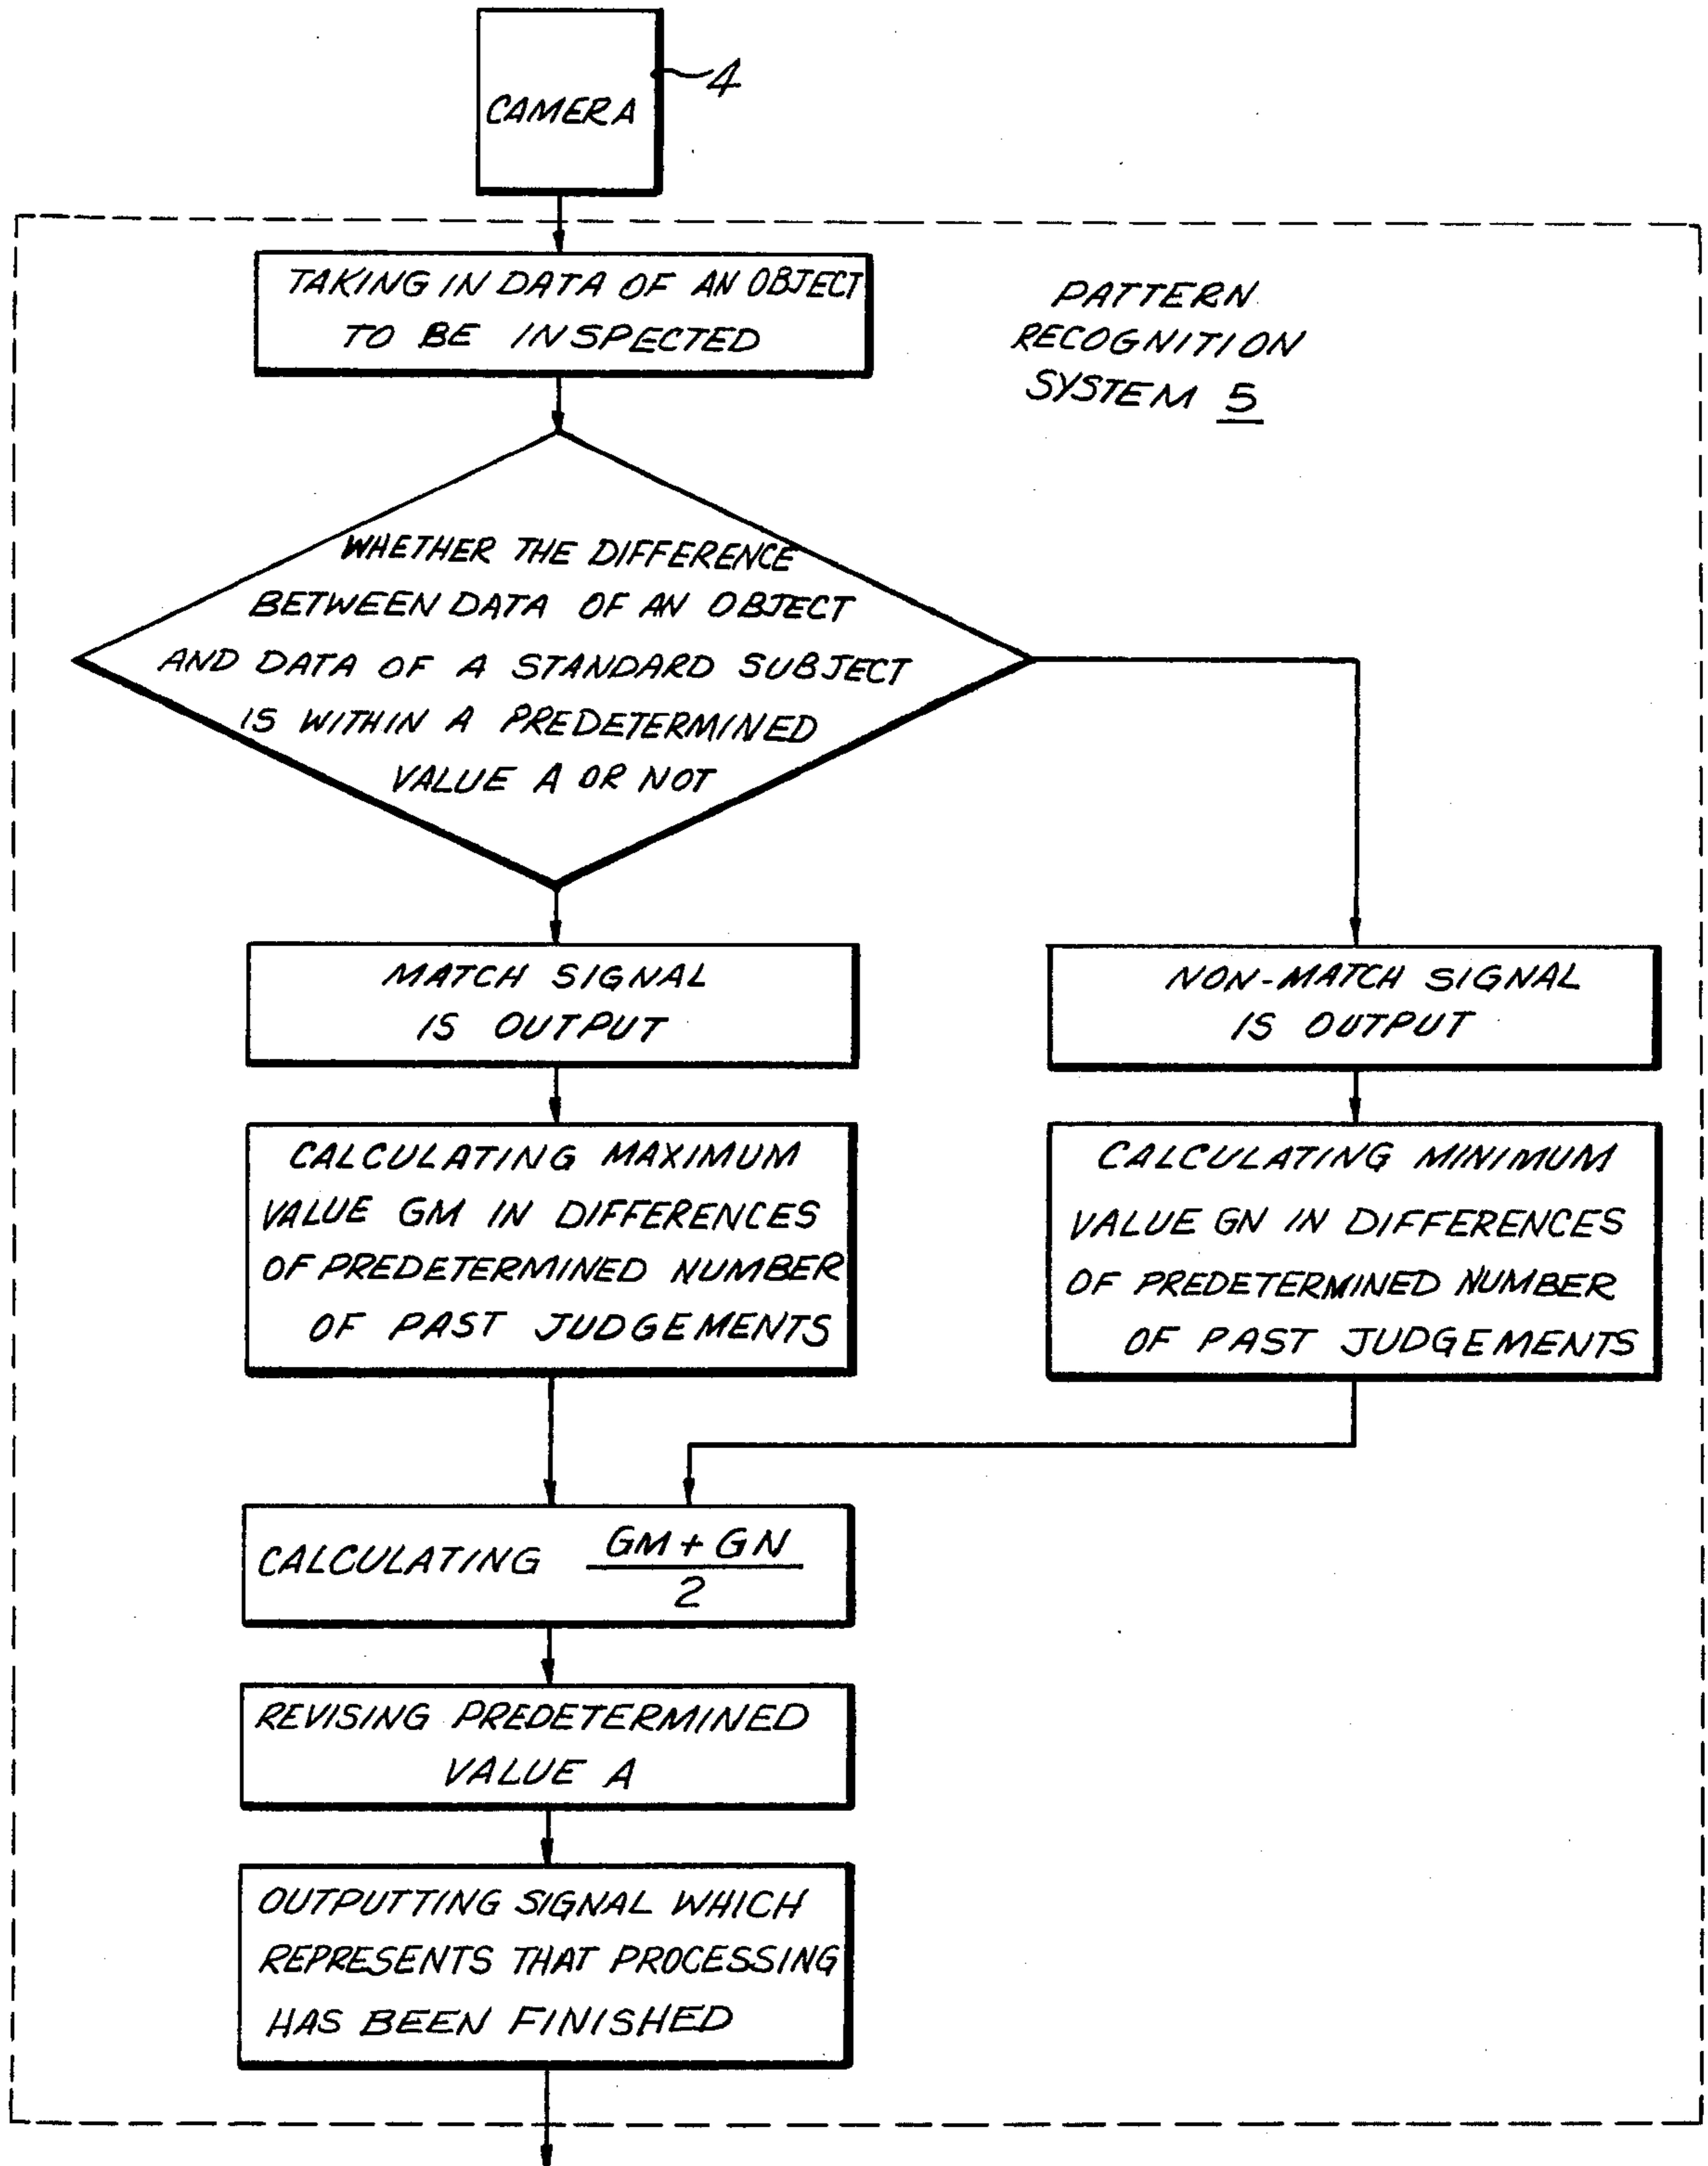 CAMERA
4
TAKING IN DATA OF AN OBJECT
TO BE INSPECTED
PATTERN
RECOGNITION
SYSTEM 5
WHETHER THE DIFFERENCE
BETWEEN DATA OF AN OBJECT
AND DATA OF A STANDARD SUBJECT
IS WITHIN A PREDETERMINED
VALUE A OR NOT
MATCH SIGNAL
IS OUTPUT
NON-MATCH SIGNAL
IS OUTPUT
CALCULATING MAXIMUM
VALUE GM IN DIFFERENCES
OF PREDETERMINED NUMBER
OF PAST JUDGEMENTS
CALCULATING MINIMUM
VALUE GN IN DIFFERENCES
OF PREDETERMINED NUMBER
OF PAST JUDGEMENTS
CALCULATING GM + GN
2
REVISING PREDETERMINED
VALUE A
OUTPUTTING SIGNAL WHICH
REPRESENTS THAT PROCESSING
HAS BEEN FINISHED